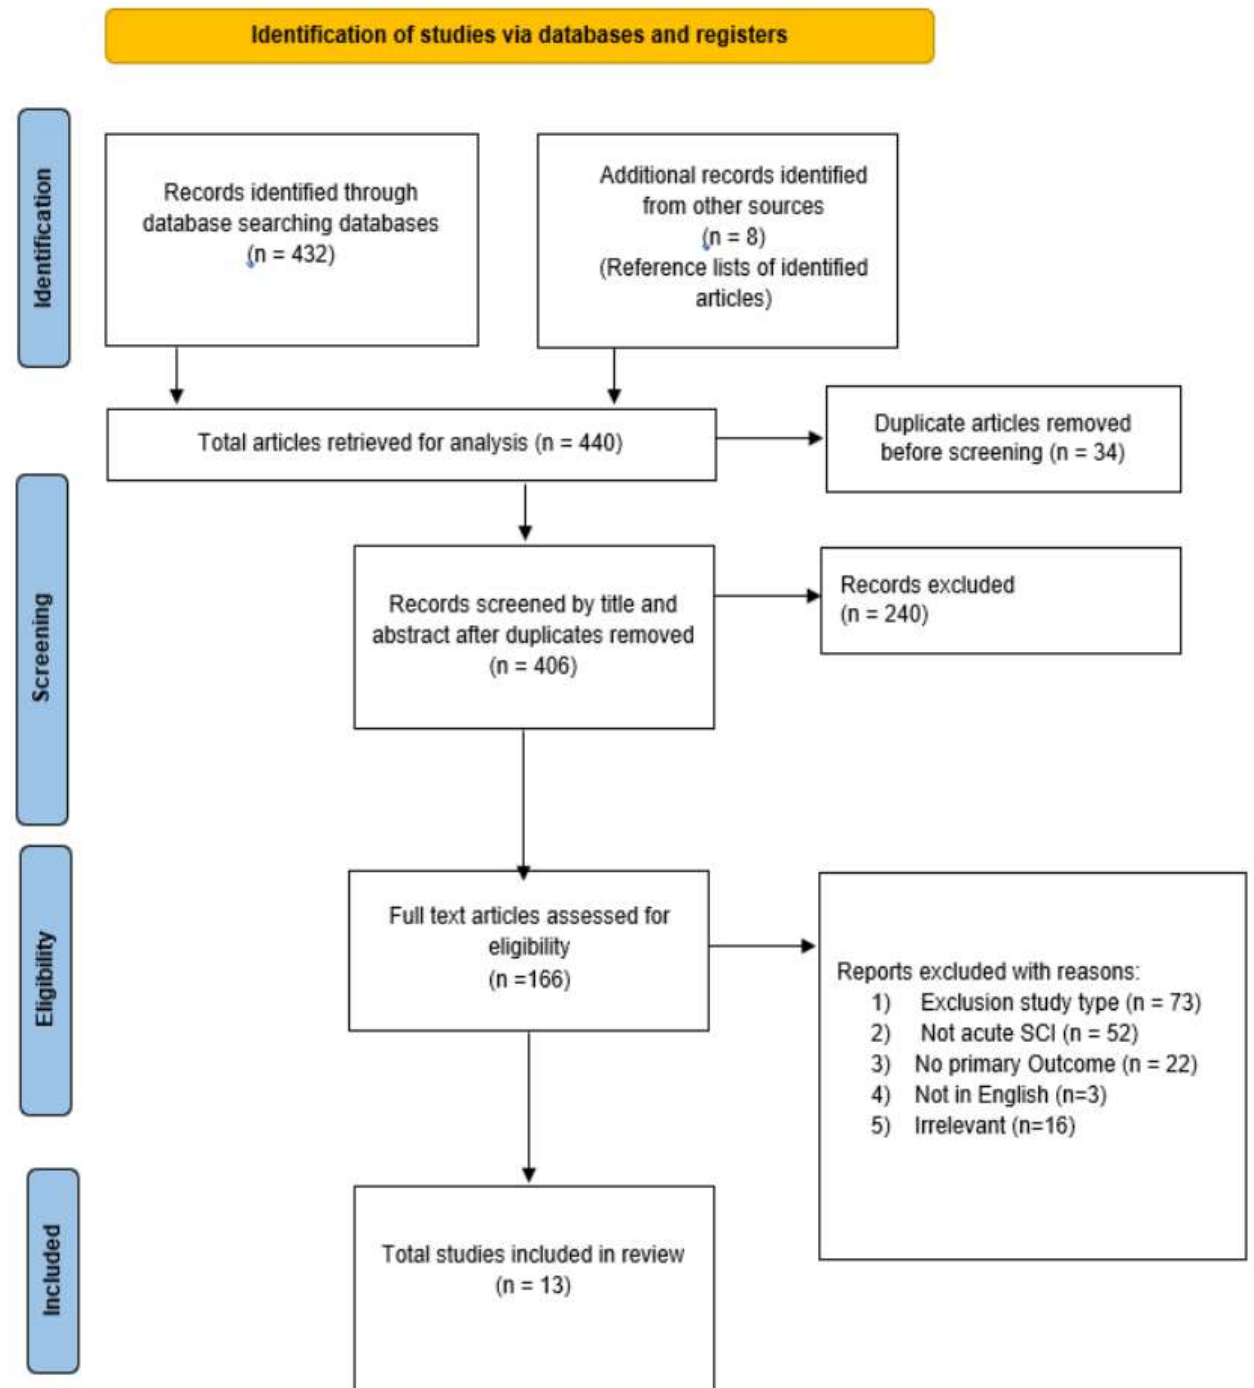 Identification of studies via databases and registers
Identification
Records identified through
database searching databases
(n = 432)
Additional records identified
from other sources
(n = 8)
(Reference lists of identified
articles)
Total articles retrieved for analysis (n = 440)
Duplicate articles removed
before screening (n = 34)
Screening
Records screened by title and
abstract after duplicates removed
(n = 406)
Records excluded
(n = 240)
Eligibility
Full text articles assessed for
eligibility
(n =166)
Reports excluded with reasons:
1) Exclusion study type (n = 73)
2) Not acute SCI (n = 52)
3) No primary Outcome (n = 22)
4) Not in English (n=3)
5) Irrelevant (n=16)
Included
Total studies included in review
(n = 13)